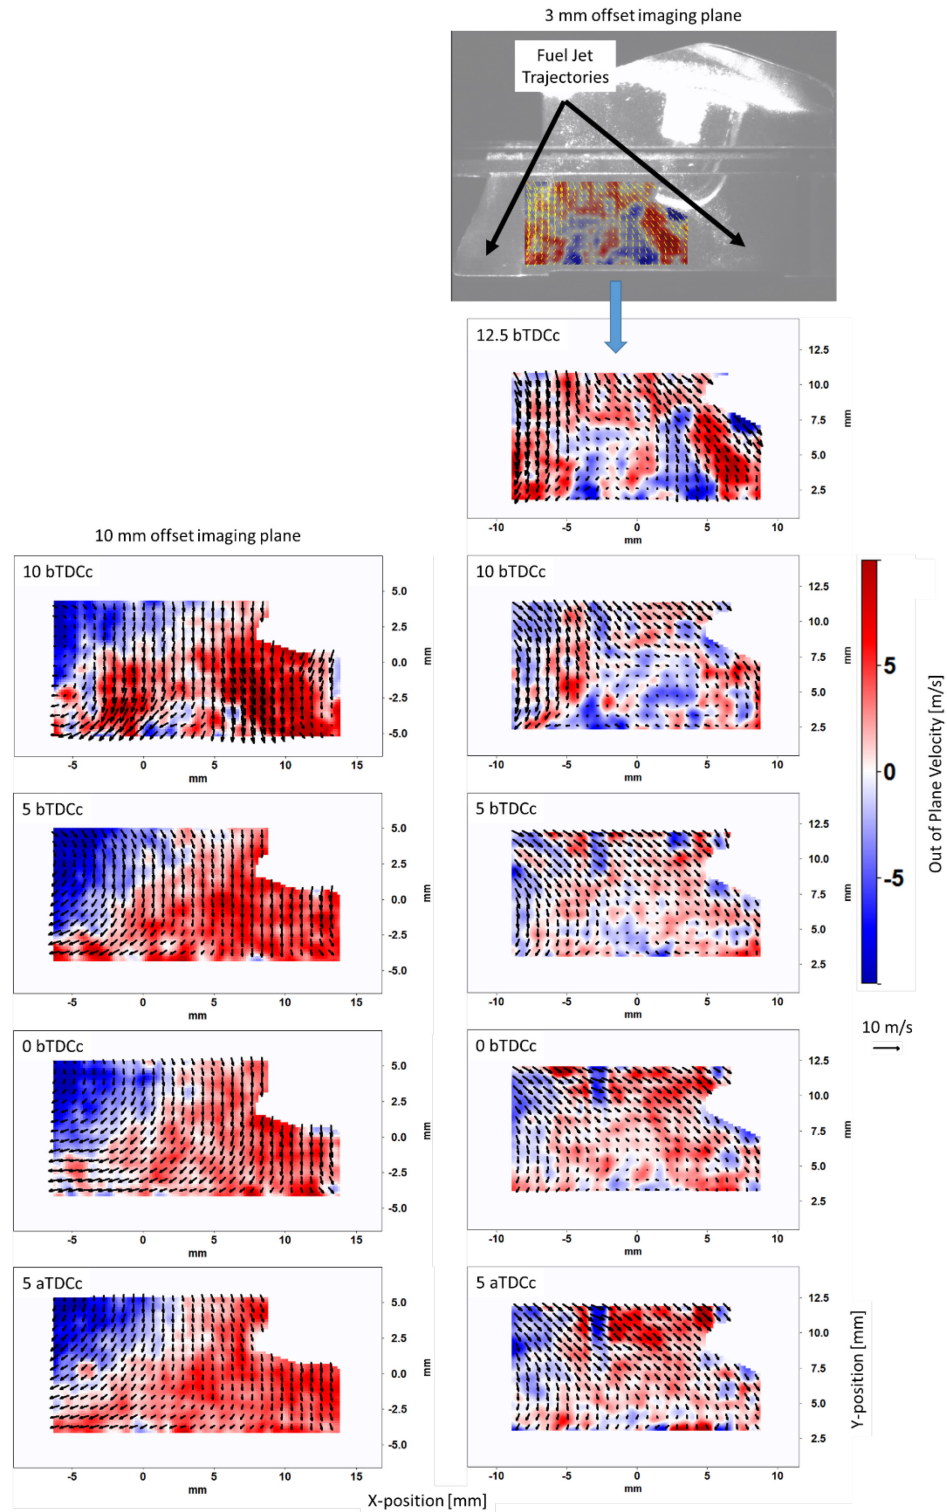 3 mm offset imaging plane
Fuel Jet
Trajectories
12.5 bTDCc
12.5
10.0
7.5
5.0
2.5
mm
-10 -5 0 5 10
mm
10 mm offset imaging plane
10 bTDCc
5.0
2.5
0.0
-2.5
-5.0
mm
-5 0 5 10 15
mm
10 bTDCc
12.5
10.0
7.5
5.0
2.5
mm
-10 -5 0 5 10
mm
5 bTDCc
5.0
2.5
0.0
-2.5
-5.0
mm
-5 0 5 10 15
mm
5 bTDCc
12.5
10.0
7.5
5.0
2.5
mm
-10 -5 0 5 10
mm
5
0
-5
Out of Plane Velocity [m/s]
10 m/s
0 bTDCc
5.0
2.5
0.0
-2.5
-5.0
mm
-5 0 5 10 15
mm
0 bTDCc
12.5
10.0
7.5
5.0
2.5
mm
-10 -5 0 5 10
mm
5 aTDCc
5.0
2.5
0.0
-2.5
-5.0
mm
-5 0 5 10 15
mm
5 aTDCc
12.5
10.0
7.5
5.0
2.5
mm
-10 -5 0 5 10
mm
Y-position [mm]
X-position [mm]